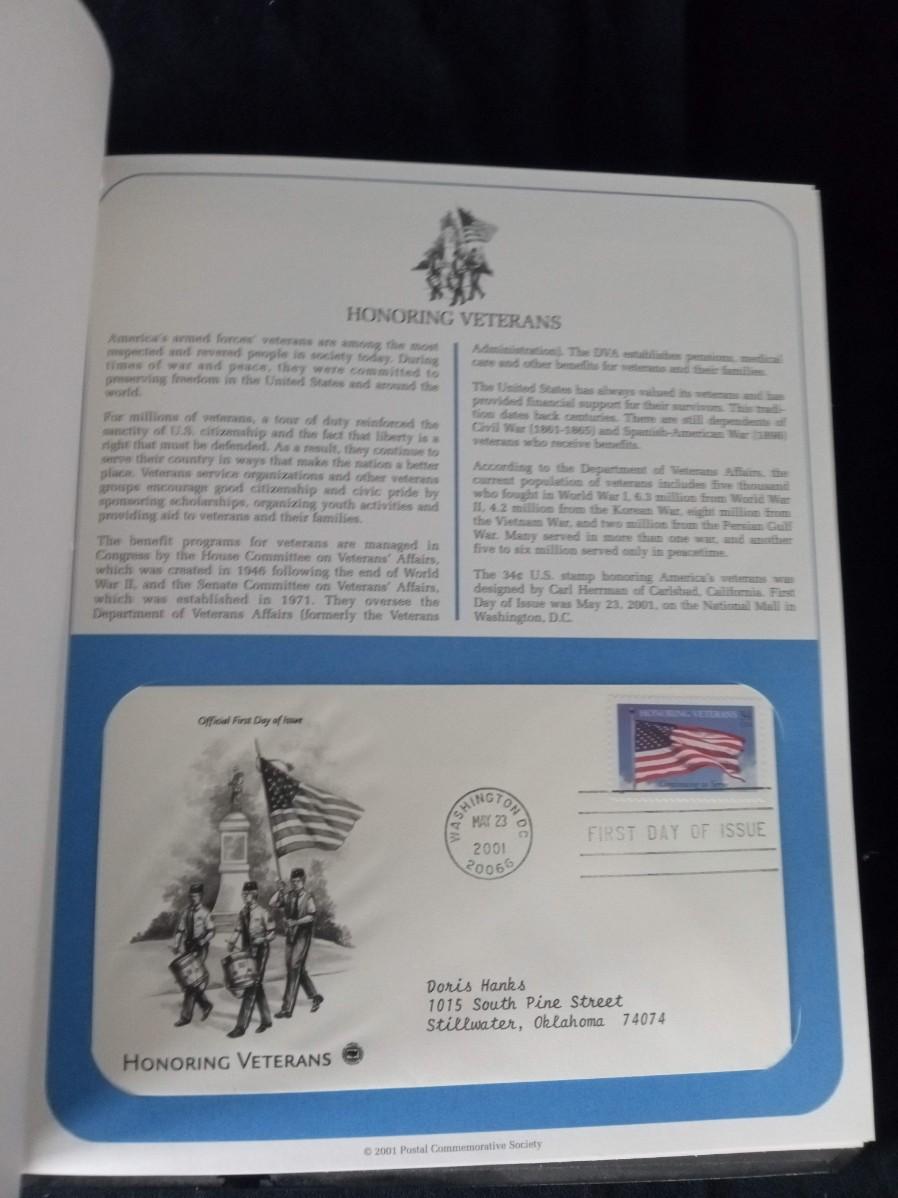 HONORING VETERANS
America's armed forces' veterans are among the most
respected and revered people in society today. During
times of war and peace, they were committed to
preserving freedom in the United States and around the
world.
For millions of veterans, a tour of duty reinforced the
sanctity of U.S. citizenship and the fact that liberty is a
right that must be defended. As a result, they continue to
serve their country in ways that make the nation a better
place. Veterans service organizations and other veterans
groups encourage good citizenship and civic pride by
sponsoring scholarships, organizing youth activities and
providing aid to veterans and their families.
The benefit programs for veterans are managed in
Congress by the House Committee on Veterans' Affairs,
which was created in 1946 following the end of World
War II, and the Senate Committee on Veterans' Affairs,
which was established in 1971. They oversee the
Department of Veterans Affairs (formerly the Veterans
Administration). The DVA establishes pensions, medical
care and other benefits for veterans and their families.
The United States has always valued its veterans and has
provided financial support for their survivors. This tradi-
tion dates back centuries. There are still dependents of
Civil War (1861-1865) and Spanish-American War (1898)
veterans who receive benefits.
According to the Department of Veterans Affairs, the
current population of veterans includes five thousand
who fought in World War I, 6.3 million from World War
II, 4.2 million from the Korean War, eight million from
the Vietnam War, and two million from the Persian Gulf
War. Many served in more than one war, and another
five to six million served only in peacetime.
The 34¢ U.S. stamp honoring America's veterans was
designed by Carl Herrman of Carlsbad, California. First
Day of Issue was May 23, 2001, on the National Mall in
Washington, D.C.
Official First Day of Issue
HONORING VETERANS
Continuing to Serve
WASHINGTON DC
MAY 23
2001
20066
FIRST DAY OF ISSUE
Doris Hanks
1015 South Pine Street
Stillwater, Oklahoma 74074
HONORING VETERANS
© 2001 Postal Commemorative Society